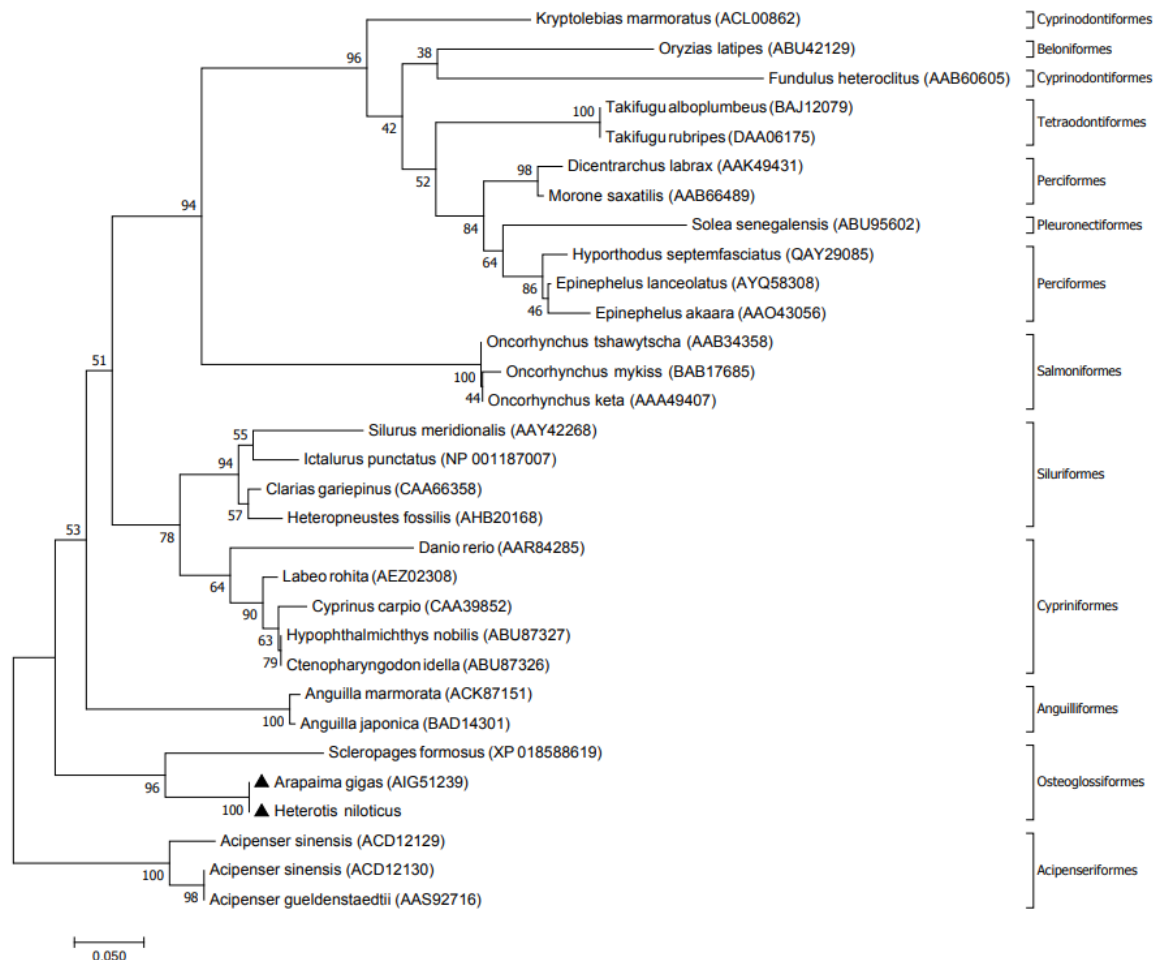 Kryptolebias marmoratus (ACL00862)
Cyprinodontiformes
96
Oryzias latipes (ABU42129)
Beloniformes
38
Fundulus heteroclitus (AAB60605)
Cyprinodontiformes
42
Takifugu alboplumbeus (BAJ12079)
100
Takifugu rubripes (DAA06175)
Tetraodontiformes
52
Dicentrarchus labrax (AAK49431)
98
Morone saxatilis (AAB66489)
Perciformes
94
84
Solea senegalensis (ABU95602)
Pleuronectiformes
64
Hyporthodus septemfasciatus (QAY29085)
86
Epinephelus lanceolatus (AYQ58308)
46
Epinephelus akaara (AAO43056)
Perciformes
Oncorhynchus tshawytscha (AAB34358)
100
Oncorhynchus mykiss (BAB17685)
44
Oncorhynchus keta (AAA49407)
Salmoniformes
51
Silurus meridionalis (AAY42268)
55
Ictalurus punctatus (NP 001187007)
94
Clarias gariepinus (CAA66358)
57
Heteropneustes fossilis (AHB20168)
Siluriformes
53
78
Danio rerio (AAR84285)
64
Labeo rohita (AEZ02308)
90
Cyprinus carpio (CAA39852)
63
Hypophthalmichthys nobilis (ABU87327)
79
Ctenopharyngodon idella (ABU87326)
Cypriniformes
Anguilla marmorata (ACK87151)
100
Anguilla japonica (BAD14301)
Anguilliformes
Scleropages formosus (XP 018588619)
96
Arapaima gigas (AIG51239)
100
Heterotis niloticus
Osteoglossiformes
Acipenser sinensis (ACD12129)
100
Acipenser sinensis (ACD12130)
98
Acipenser gueldenstaedtii (AAS92716)
Acipenseriformes
0.050